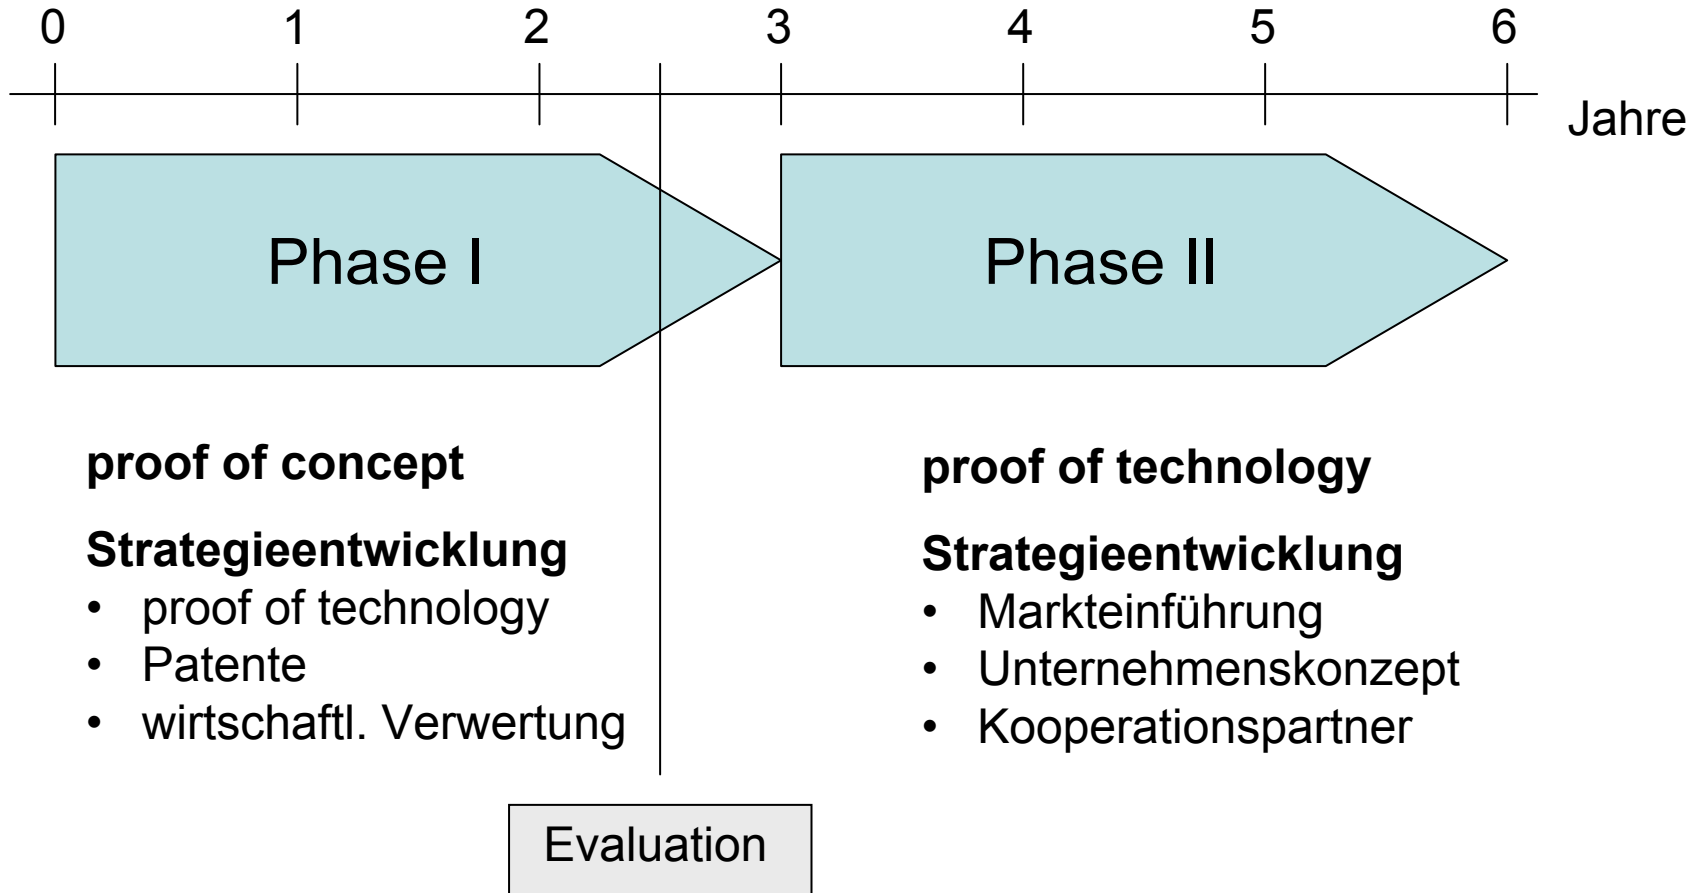 0 1 2 3 4 5 6
Jahre
Phase I
Phase II
proof of concept
Strategieentwicklung
• proof of technology
• Patente
• wirtschaftl. Verwertung
proof of technology
Strategieentwicklung
• Markteinführung
• Unternehmenskonzept
• Kooperationspartner
Evaluation